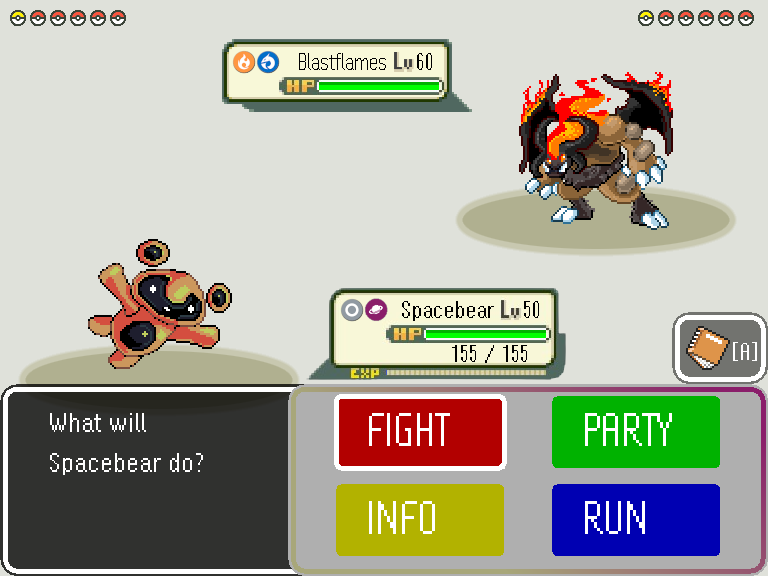 Blastflames Lv60
HP
Spacebear Lv50
HP
155 / 155
EXP
[A]
What will
Spacebear do?
FIGHT
PARTY
INFO
RUN